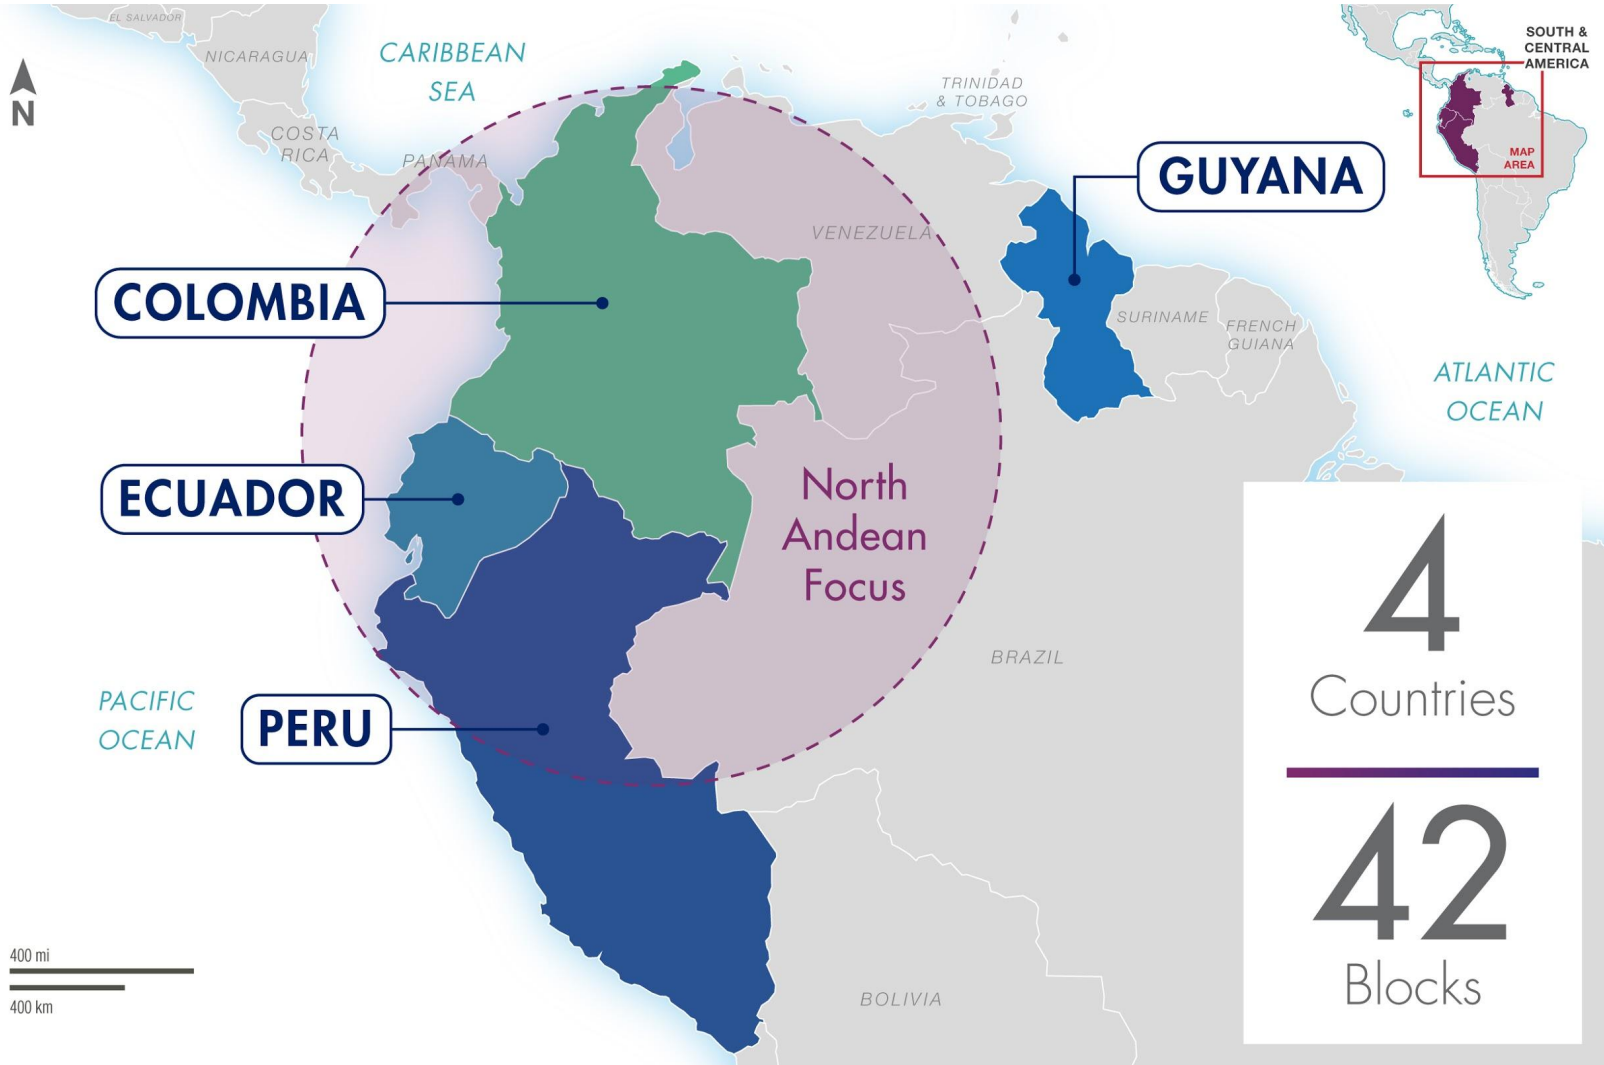 EL SALVADOR
NICARAGUA
CARIBBEAN
SEA
N
COSTA
RICA
PANAMA
TRINIDAD
& TOBAGO
SOUTH &
CENTRAL
AMERICA
MAP
AREA
GUYANA
VENEZUELA
COLOMBIA
SURINAME
FRENCH
GUIANA
ATLANTIC
OCEAN
ECUADOR
North
Andean
Focus
BRAZIL
PACIFIC
OCEAN
PERU
4
Countries
42
Blocks
400 mi
400 km
BOLIVIA